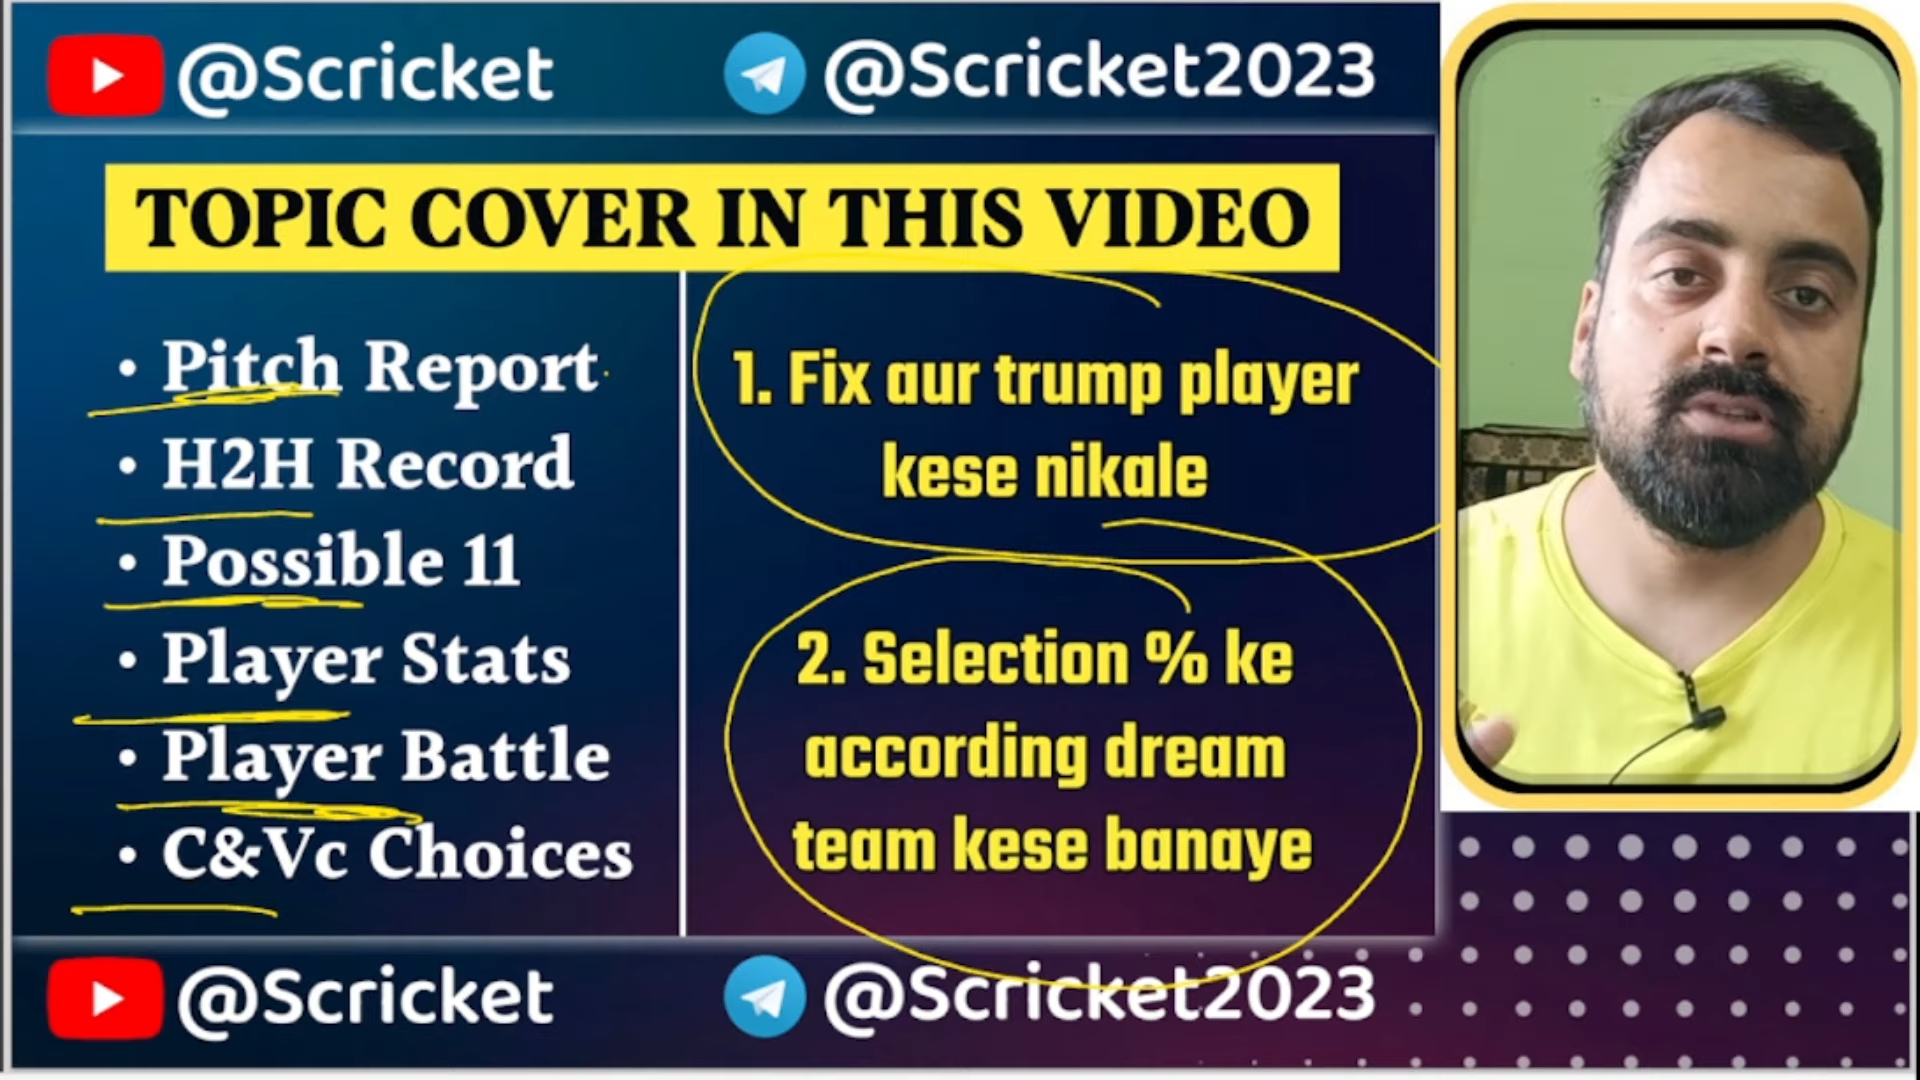 @Scricket @Scricket2023
TOPIC COVER IN THIS VIDEO
• Pitch Report
• H2H Record
• Possible 11
• Player Stats
• Player Battle
• C&Vc Choices
1. Fix aur trump player
kese nikale
2. Selection % ke
according dream
team kese banaye
@Scricket @Scricket2023